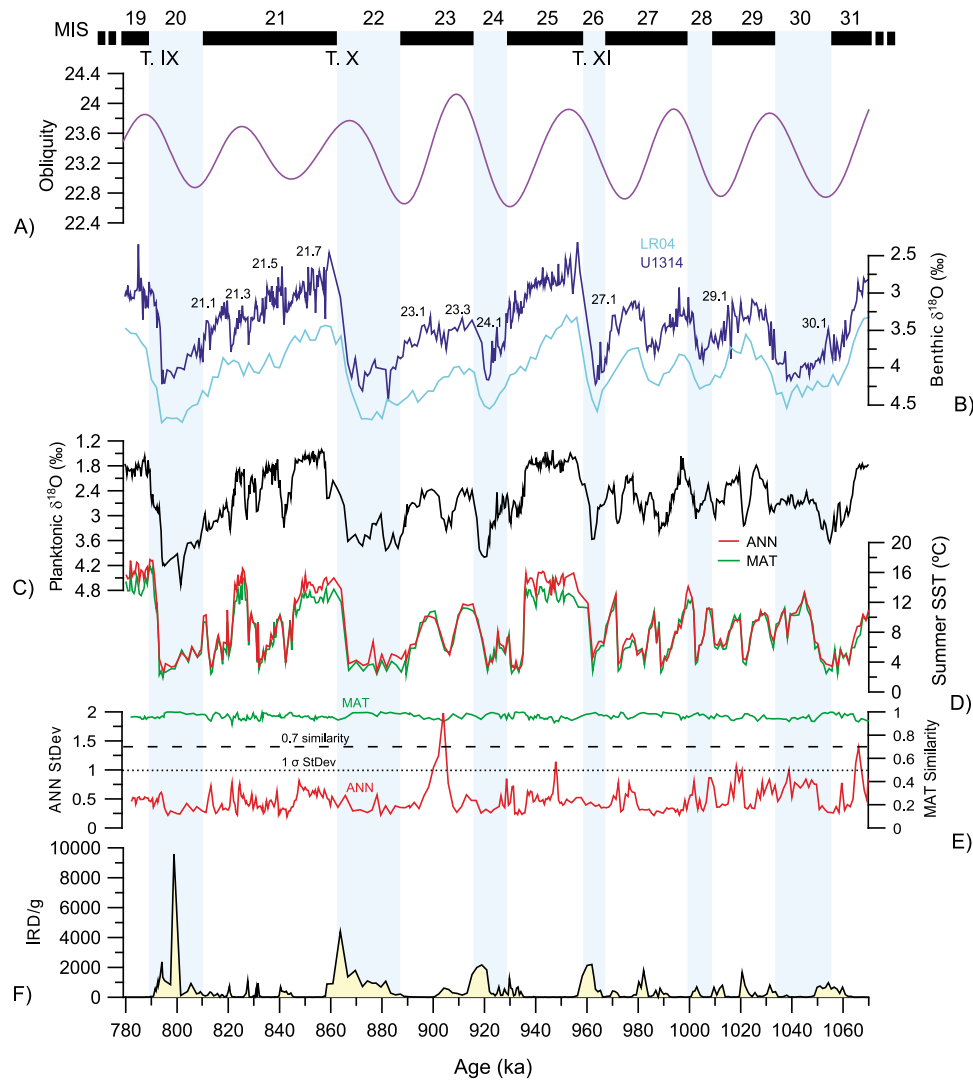 MIS 19 20 21 22 23 24 25 26 27 28 29 30 31
T. IX T. X T. XI
24.4
24
23.6
23.2
22.8
22.4
Obliquity
A)
LR04
U1314
21.1 21.3 21.5 21.7 23.1 23.3 24.1 27.1 29.1 30.1
2.5
3
3.5
4
4.5
Benthic δ18O (‰)
B)
1.2
1.8
2.4
3
3.6
4.2
4.8
Planktonic δ18O (‰)
C)
ANN
MAT
20
16
12
8
4
0
Summer SST (ºC)
D)
2
1.5
1
0.5
0
ANN StDev
MAT
0.7 similarity
1 σ StDev
ANN
1
0.8
0.6
0.4
0.2
0
MAT Similarity
E)
10000
8000
6000
4000
2000
0
IRD/g
F)
780 800 820 840 860 880 900 920 940 960 980 1000 1020 1040 1060
Age (ka)